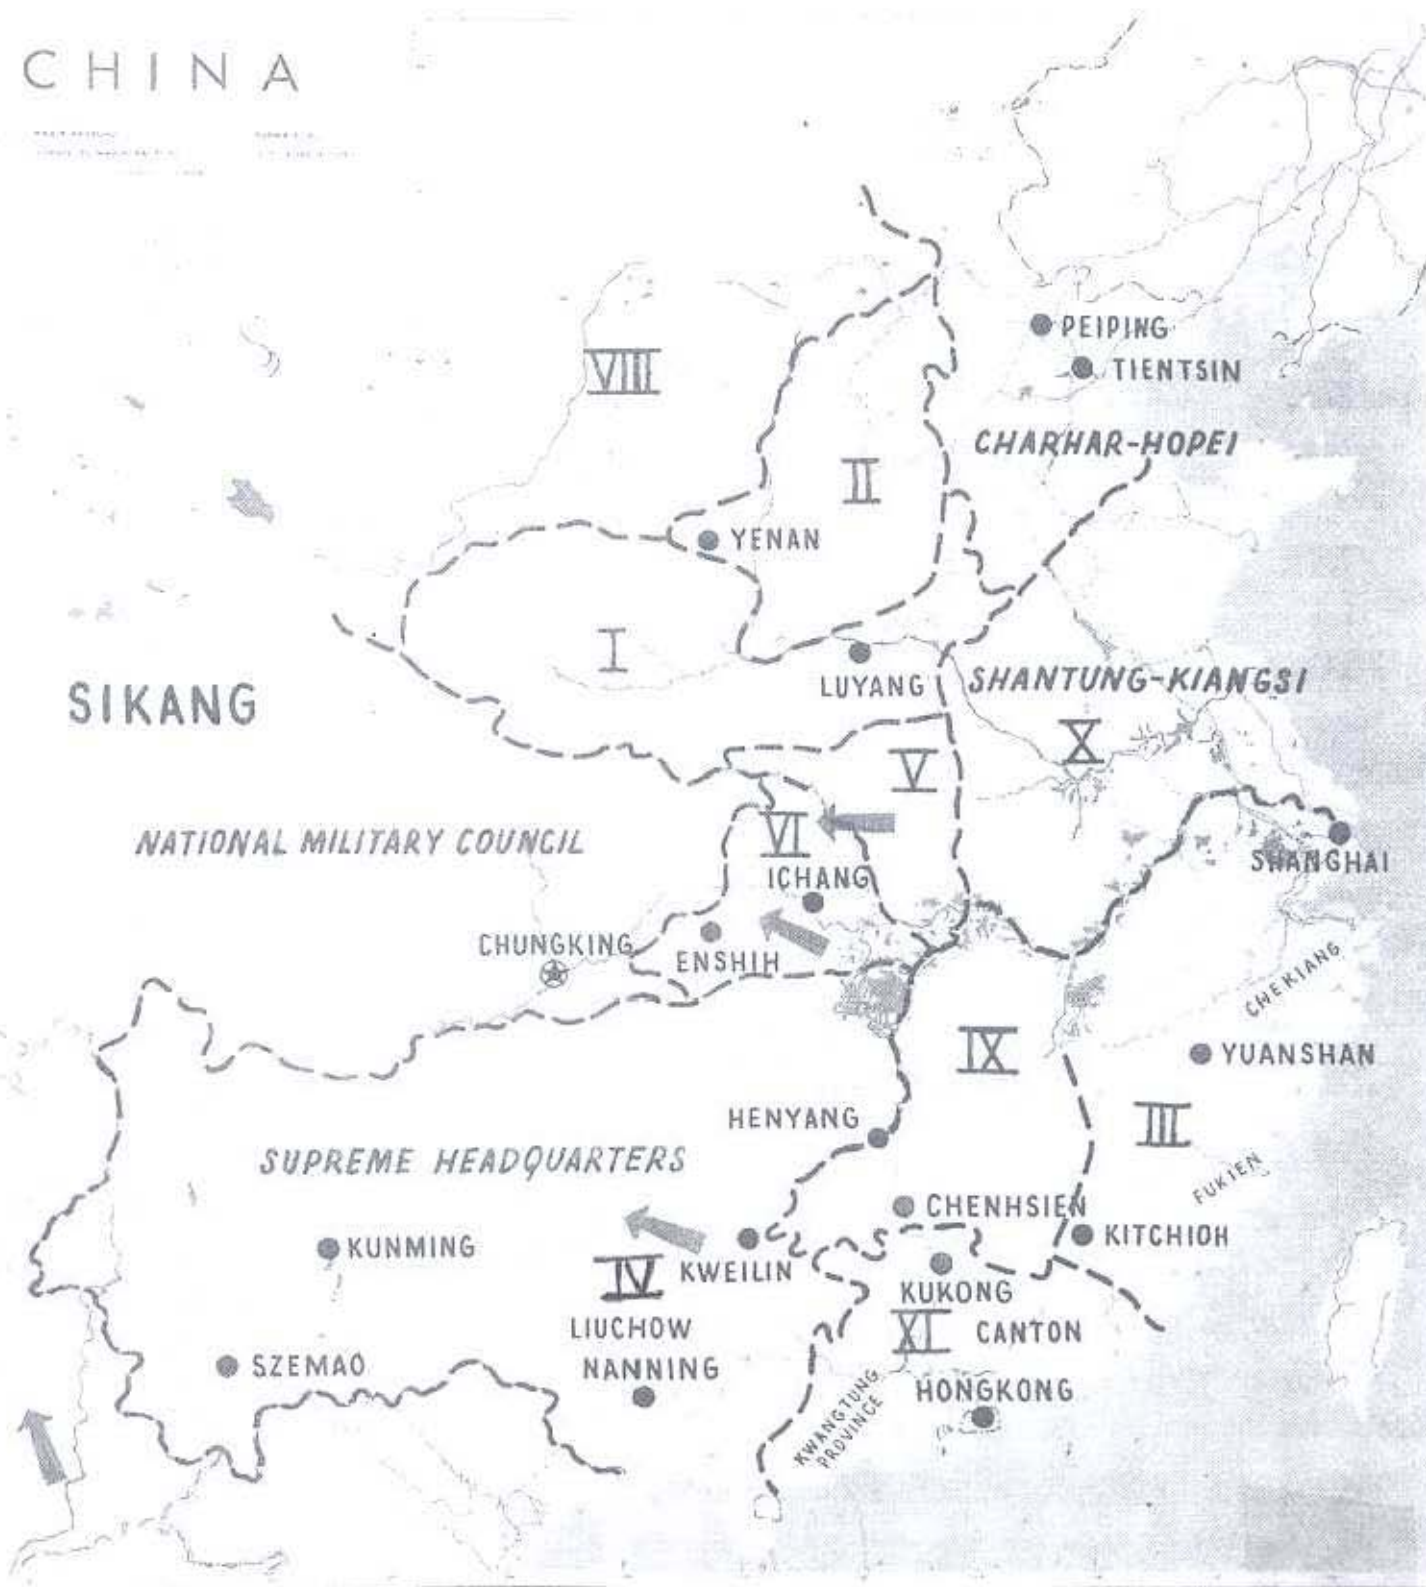 CHINA
PEIPING
TIENTSIN
VIII
CHARHAR-HOPEI
II
YENAN
I
LUYANG
SHANTUNG-KIANGSI
SIKANG
X
V
VI
NATIONAL MILITARY COUNCIL
SHANGHAI
ICHANG
CHUNGKING
ENSHIH
CHEKIANG
IX
YUANSHAN
HENYANG
III
SUPREME HEADQUARTERS
FUKIEN
CHENHSIEN
KITCHIOH
KUNMING
KWEILIN
IV
KUKONG
LIUCHOW
XI CANTON
SZEMAO
NANNING
HONGKONG
KWANGTUNG
PROVINCE